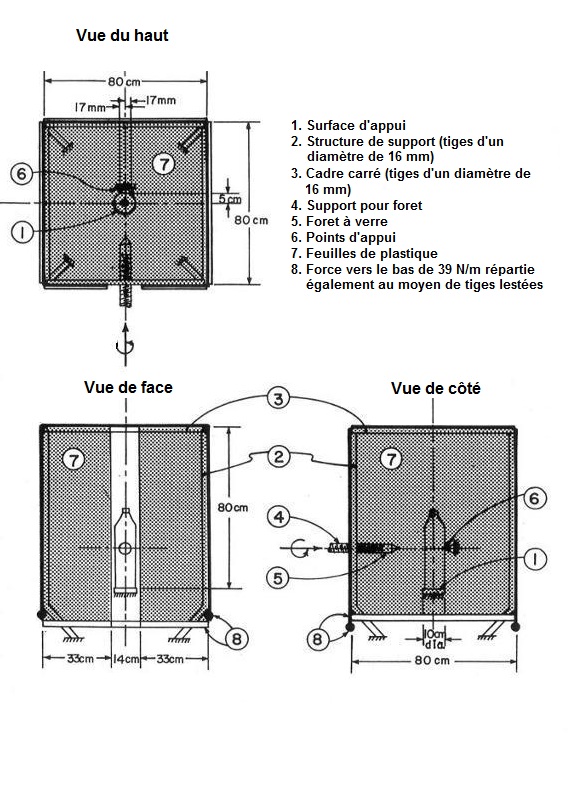 Vue du haut
80cm
17mm
17mm
7
6
5cm
1
80cm
1. Surface d'appui
2. Structure de support (tiges d'un
diamètre de 16 mm)
3. Cadre carré (tiges d'un diamètre de
16 mm)
4. Support pour foret
5. Foret à verre
6. Points d'appui
7. Feuilles de plastique
8. Force vers le bas de 39 N/m répartie
également au moyen de tiges lestées
Vue de face
Vue de côté
3
7
2
7
80cm
6
4
5
1
8
8
33cm
14cm
33cm
10cm
dia.
80 cm